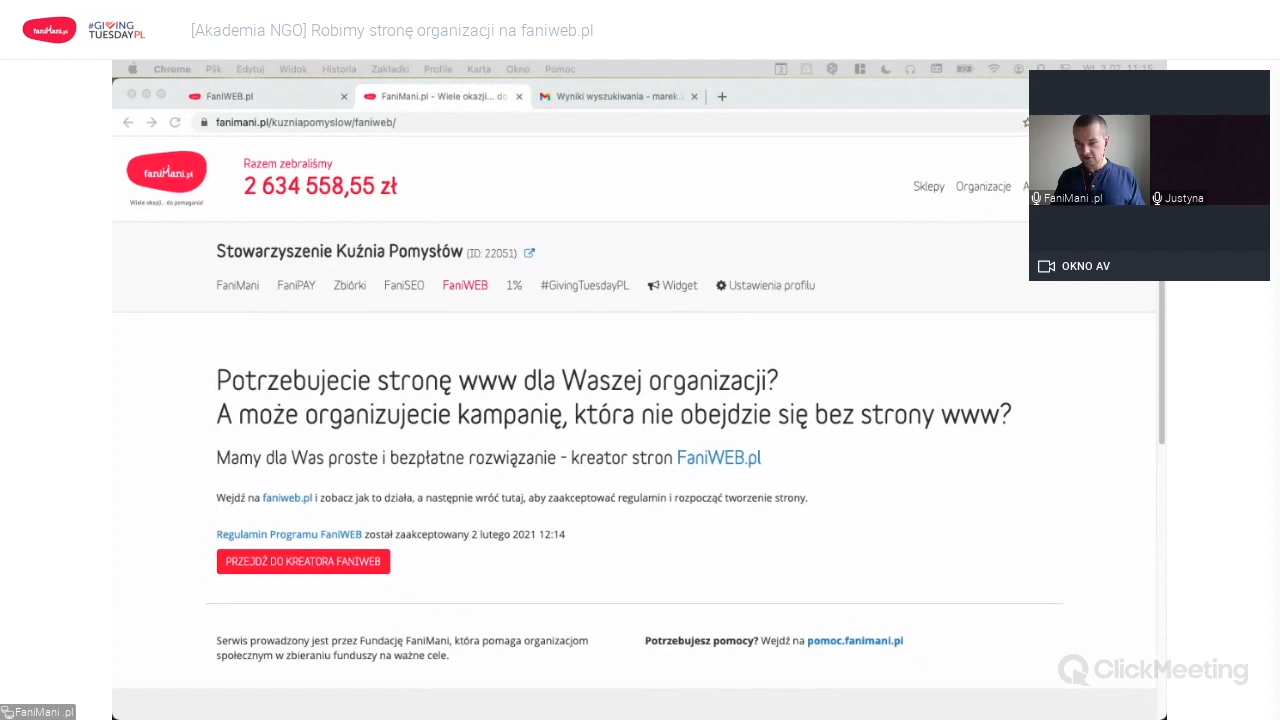 faniMani.pl
#GIVING
TUESDAYPL
[Akademia NGO] Robimy stronę organizacji na faniweb.pl
Chrome Plik Edytuj Widok Historia Zakładki Profile Karta Okno Pomoc
Wt. 2.02 11:15
FaniWEB.pl
FaniMani.pl - Wiele okazji... do
Wyniki wyszukiwania - marek.
fanimani.pl/kuzniapomyslow/faniweb/
faniMani.pl
Wiele okazji... do pomagania!
Razem zebraliśmy
2 634 558,55 zł
Sklepy Organizacje A
FaniMani .pl
Justyna
OKNO AV
Stowarzyszenie Kuźnia Pomysłów (ID: 22051)
FaniMani FaniPAY Zbiórki FaniSEO FaniWEB 1% #GivingTuesdayPL Widget Ustawienia profilu
Potrzebujecie stronę www dla Waszej organizacji?
A może organizujecie kampanię, która nie obejdzie się bez strony www?
Mamy dla Was proste i bezpłatne rozwiązanie - kreator stron FaniWEB.pl
Wejdź na faniweb.pl i zobacz jak to działa, a następnie wróć tutaj, aby zaakceptować regulamin i rozpocząć tworzenie strony.
Regulamin Programu FaniWEB został zaakceptowany 2 lutego 2021 12:14
PRZEJDŹ DO KREATORA FANIWEB
Serwis prowadzony jest przez Fundację FaniMani, która pomaga organizacjom
społecznym w zbieraniu funduszy na ważne cele.
Potrzebujesz pomocy? Wejdź na pomoc.fanimani.pl
ClickMeeting
FaniMani .pl